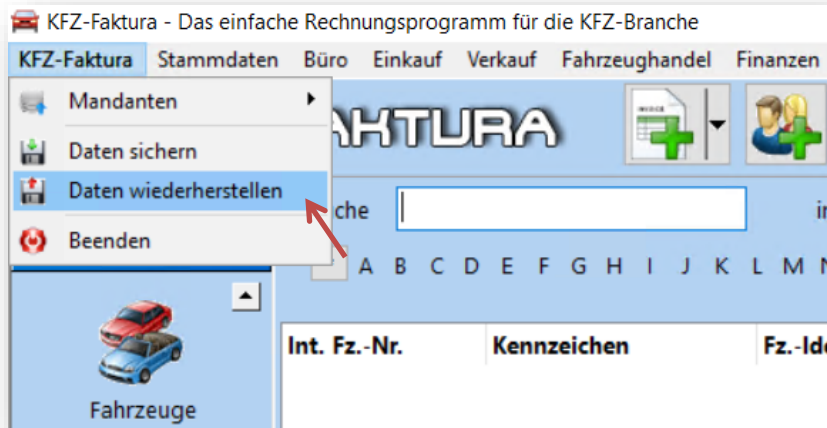 KFZ-Faktura - Das einfache Rechnungsprogramm für die KFZ-Branche
KFZ-Faktura Stammdaten Büro Einkauf Verkauf Fahrzeughandel Finanzen
Mandanten
Daten sichern
Daten wiederherstellen
Beenden
AKTURA
INVOICE
che
A B C D E F G H I J K L M N
Int. Fz.-Nr. Kennzeichen Fz.-Ide
Fahrzeuge